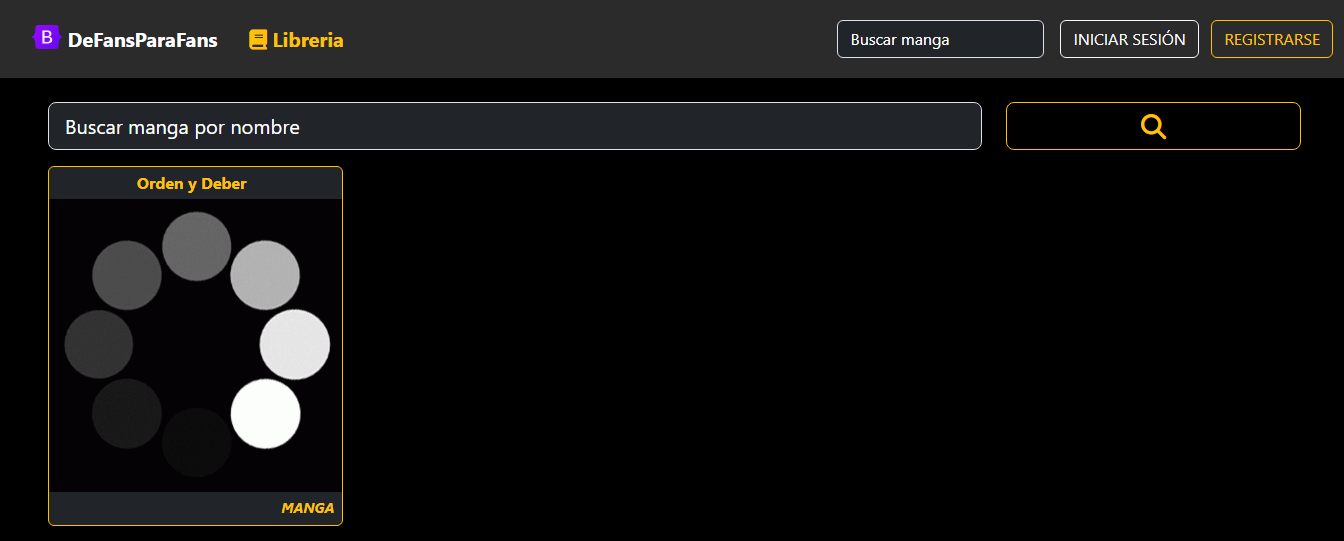 B DeFansParaFans Libreria Buscar manga INICIAR SESIÓN REGISTRARSE
Buscar manga por nombre
Orden y Deber
MANGA